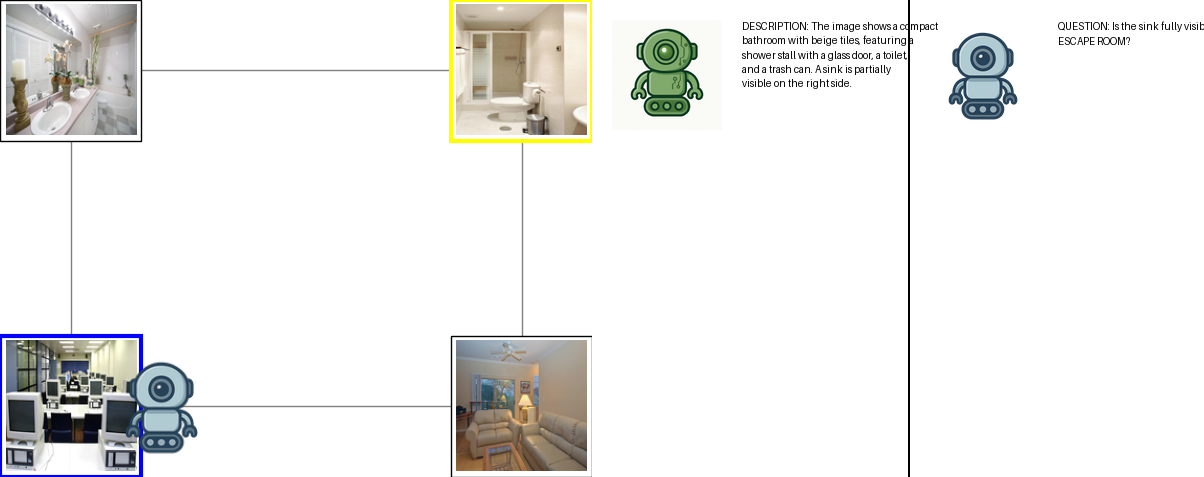 DESCRIPTION: The image shows a compact
bathroom with beige tiles, featuring a
shower stall with a glass door, a toilet,
and a trash can. A sink is partially
visible on the right side.
QUESTION: Is the sink fully visib
ESCAPE ROOM?